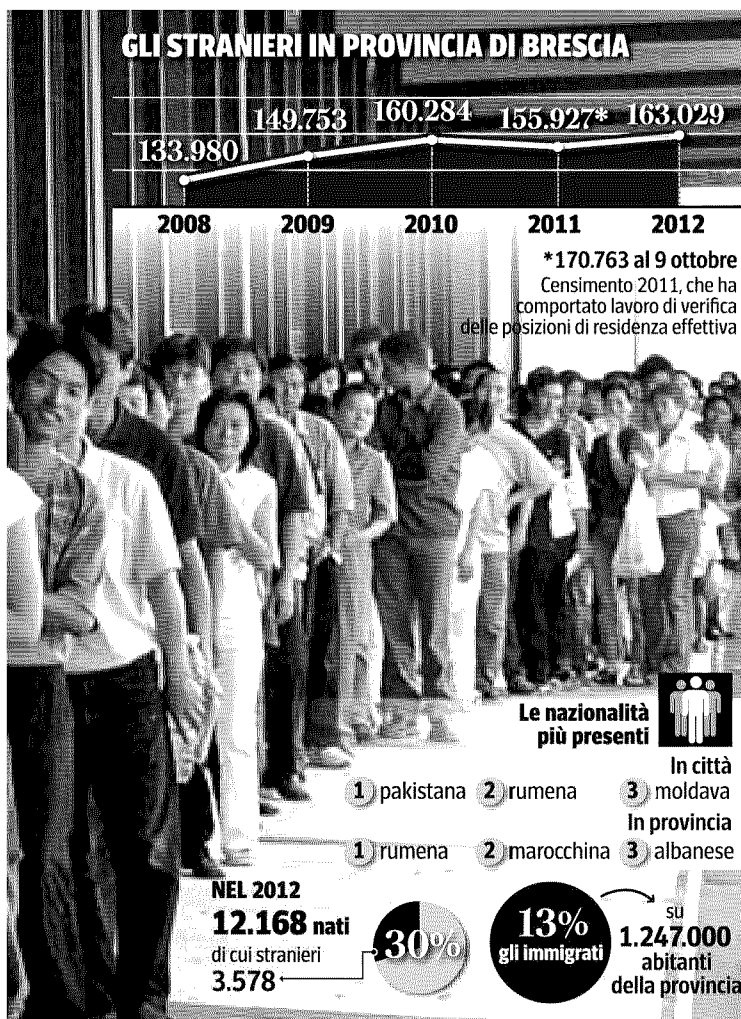 GLI STRANIERI IN PROVINCIA DI BRESCIA
133.980 149.753 160.284 155.927* 163.029
2008 2009 2010 2011 2012
*170.763 al 9 ottobre
Censimento 2011, che ha
comportato lavoro di verifica
delle posizioni di residenza effettiva
Le nazionalità
più presenti
In città
1 pakistana 2 rumena 3 moldava
In provincia
1 rumena 2 marocchina 3 albanese
NEL 2012
12.168 nati
di cui stranieri
3.578
30%
13%
gli immigrati
su
1.247.000
abitanti
della provincia